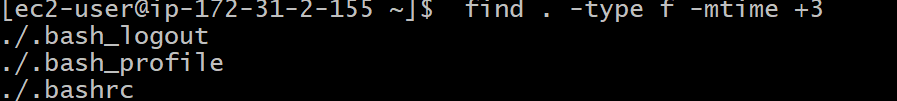 [ec2-user@ip-172-31-2-155 ~]$  find . -type f -mtime +3
./.bash_logout
./.bash_profile
./.bashrc